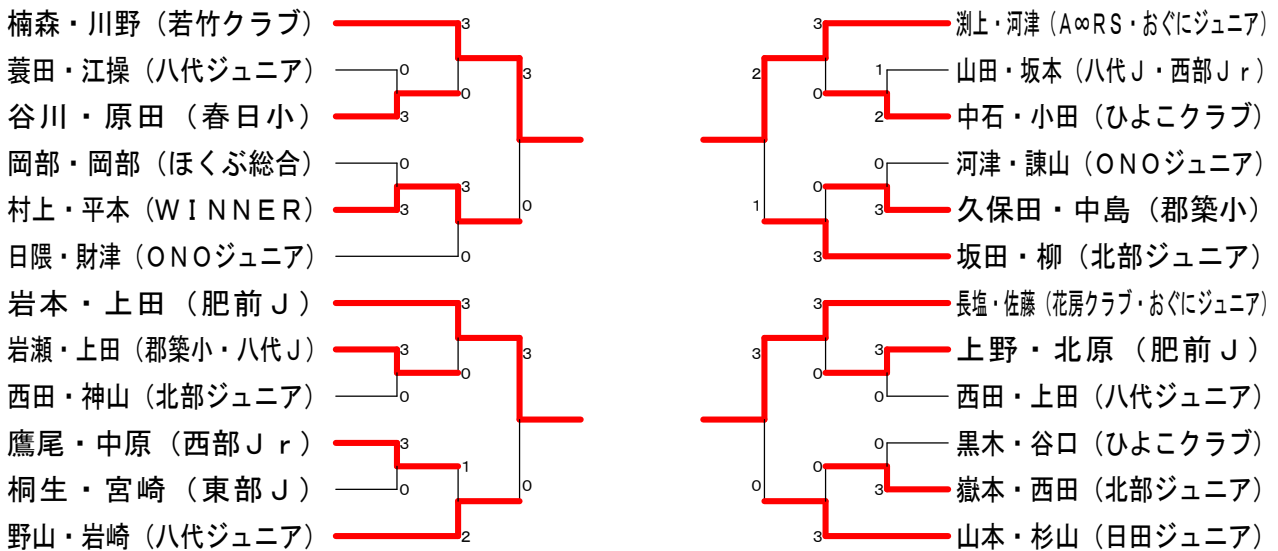 楠森・川野（若竹クラブ）
蓑田・江操（八代ジュニア）
谷川・原田（春日小）
岡部・岡部（ほくぶ総合）
村上・平本（ＷＩＮＮＥＲ）
日隈・財津（ＯＮＯジュニア）
岩本・上田（肥前Ｊ）
岩瀬・上田（郡築小・八代Ｊ）
西田・神山（北部ジュニア）
鷹尾・中原（西部Ｊｒ）
桐生・宮崎（東部Ｊ）
野山・岩崎（八代ジュニア）
3
0
3
0
3
0
3
3
0
0
3
0
3
0
3
0
3
0
1
2
3
0
渕上・河津（Ａ∞ＲＳ・おぐにジュニア）
山田・坂本（八代Ｊ・西部Ｊｒ）
中石・小田（ひよこクラブ）
河津・諌山（ＯＮＯジュニア）
久保田・中島（郡築小）
坂田・柳（北部ジュニア）
長塩・佐藤（花房クラブ・おぐにジュニア）
上野・北原（肥前Ｊ）
西田・上田（八代ジュニア）
黒木・谷口（ひよこクラブ）
嶽本・西田（北部ジュニア）
山本・杉山（日田ジュニア）
3
1
2
0
2
0
0
3
1
3
3
3
0
0
3
0
0
3
0
3